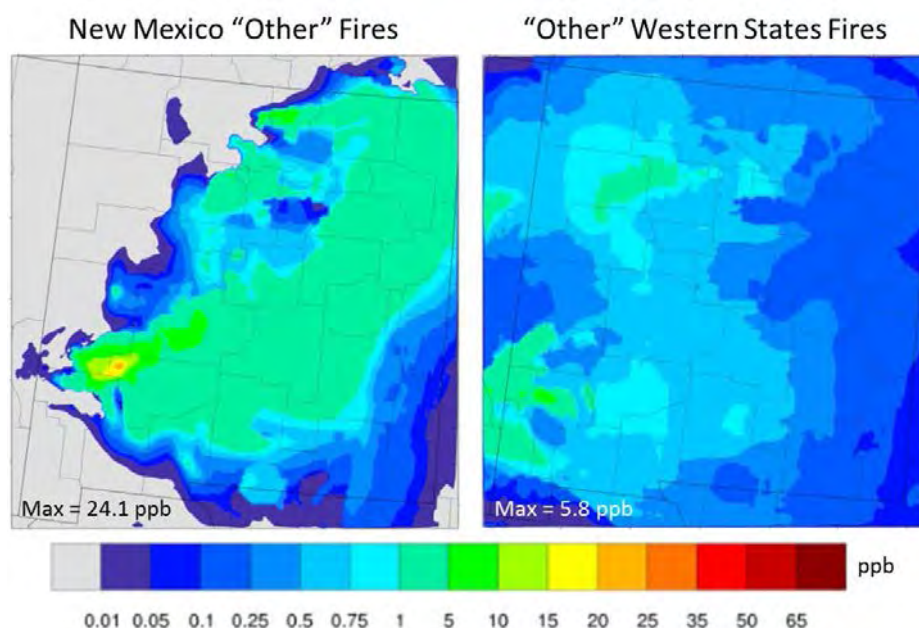 New Mexico “Other” Fires
“Other” Western States Fires
Max = 24.1 ppb
Max = 5.8 ppb
ppb
0.01 0.05 0.1 0.25 0.5 0.75 1 5 10 15 20 25 35 50 65